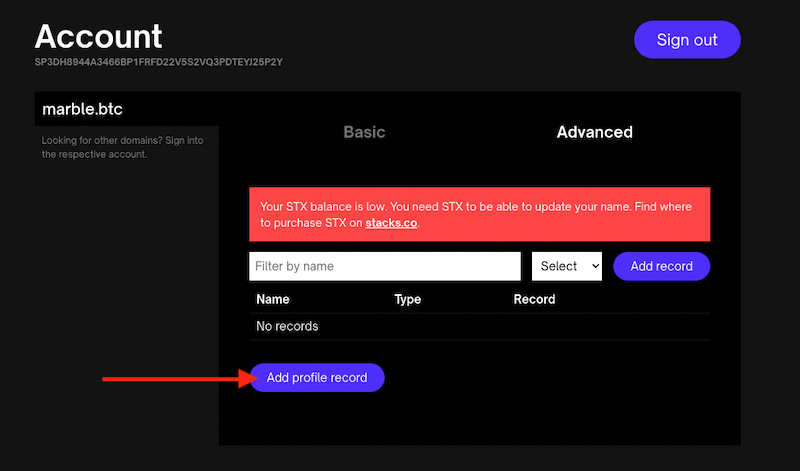 Account
Sign out
SP3DH8944A3466BP1FRFD22V5S2VQ3PDTEYJ25P2Y
marble.btc
Looking for other domains? Sign into
the respective account.
Basic
Advanced
Your STX balance is low. You need STX to be able to update your name. Find where
to purchase STX on stacks.co.
Filter by name
Select
Add record
Name Type Record
No records
Add profile record